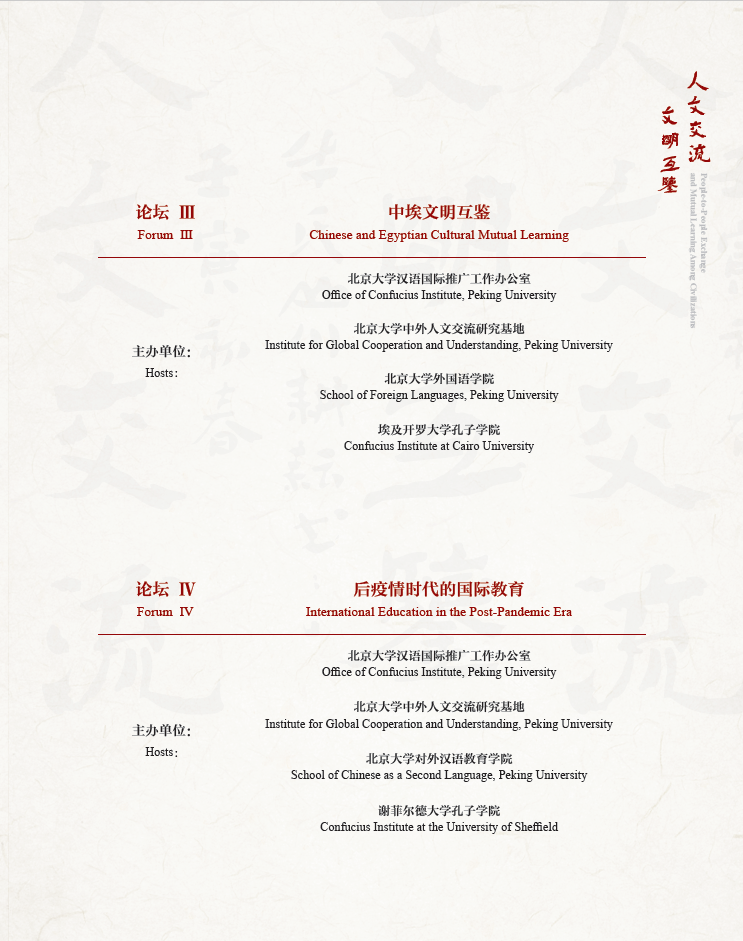 人文交流
文明互鉴
People-to-People Exchange
and Mutual Learning Among Civilizations
论坛 Ⅲ 中埃文明互鉴
Forum Ⅲ Chinese and Egyptian Cultural Mutual Learning
北京大学汉语国际推广工作办公室
Office of Confucius Institute, Peking University
北京大学中外人文交流研究基地
主办单位：
Institute for Global Cooperation and Understanding, Peking University
Hosts：
北京大学外国语学院
School of Foreign Languages, Peking University
埃及开罗大学孔子学院
Confucius Institute at Cairo University
论坛 Ⅳ 后疫情时代的国际教育
Forum Ⅳ International Education in the Post-Pandemic Era
北京大学汉语国际推广工作办公室
Office of Confucius Institute, Peking University
北京大学中外人文交流研究基地
Institute for Global Cooperation and Understanding, Peking University
主办单位：
Hosts：
北京大学对外汉语教育学院
School of Chinese as a Second Language, Peking University
谢菲尔德大学孔子学院
Confucius Institute at the University of Sheffield